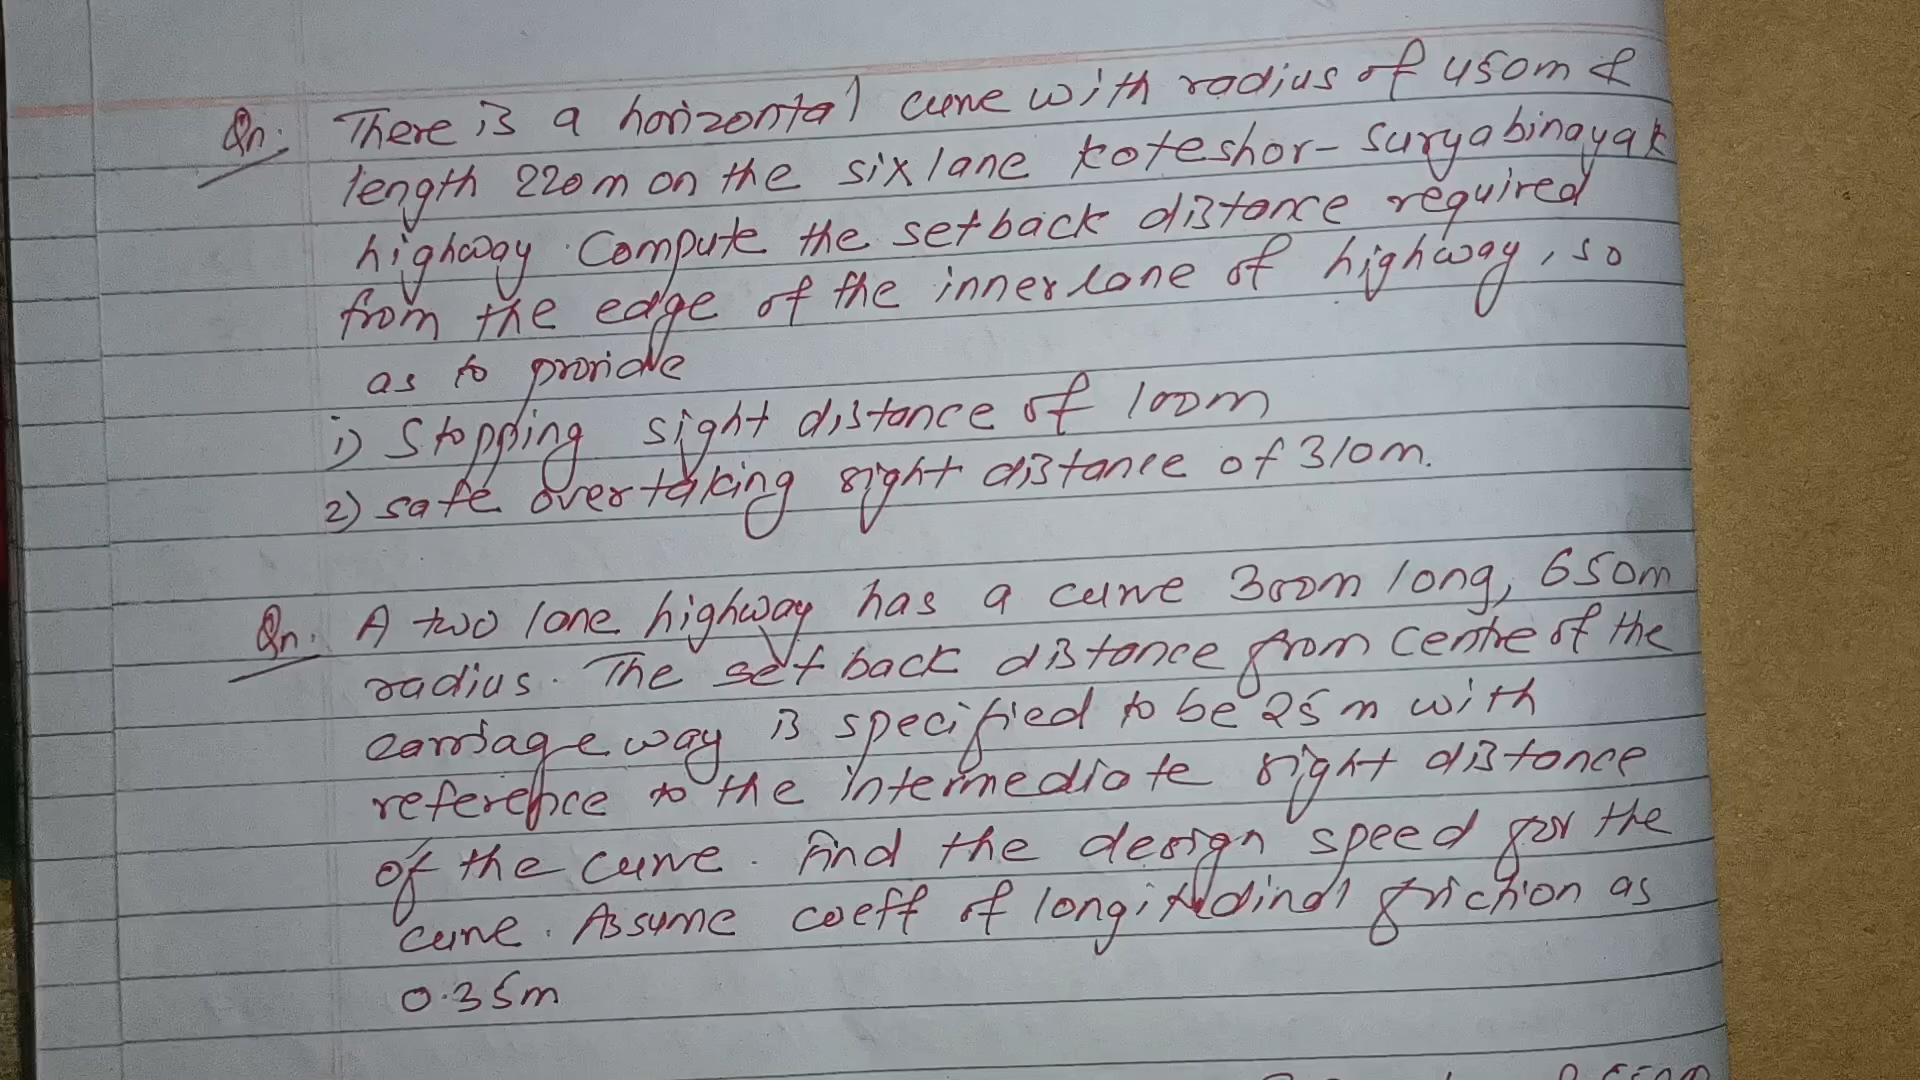 Qn: There is a horizontal curve with radius of 450m &
length 220m on the six lane koteshor- suryabinayak
highway. Compute the setback distance required
from the edge of the inner lane of highway, so
as to provide
i) Stopping sight distance of 100m
2) safe overtaking sight distance of 310m.
Qn. A two lane highway has a curve 300m long, 650m
radius. The set back distance from centre of the
carriage way is specified to be 25m with
reference to the intermediate sight distance
of the curve. find the design speed for the
curve. Assume coeff of longitidinal friction as
0.35m